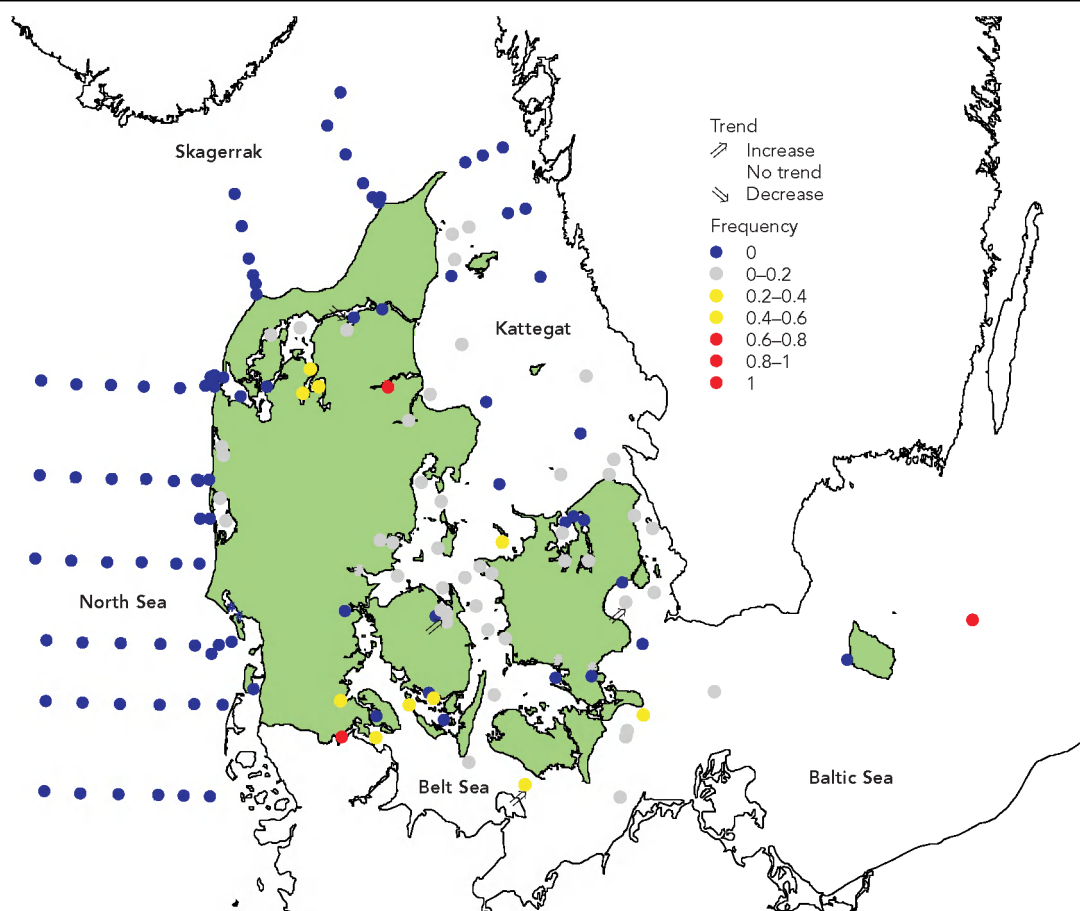 Skagerrak
Trend
Increase
No trend
Decrease
Frequency
0
0–0.2
0.2–0.4
0.4–0.6
0.6–0.8
0.8–1
1
Kattegat
North Sea
Belt Sea
Baltic Sea